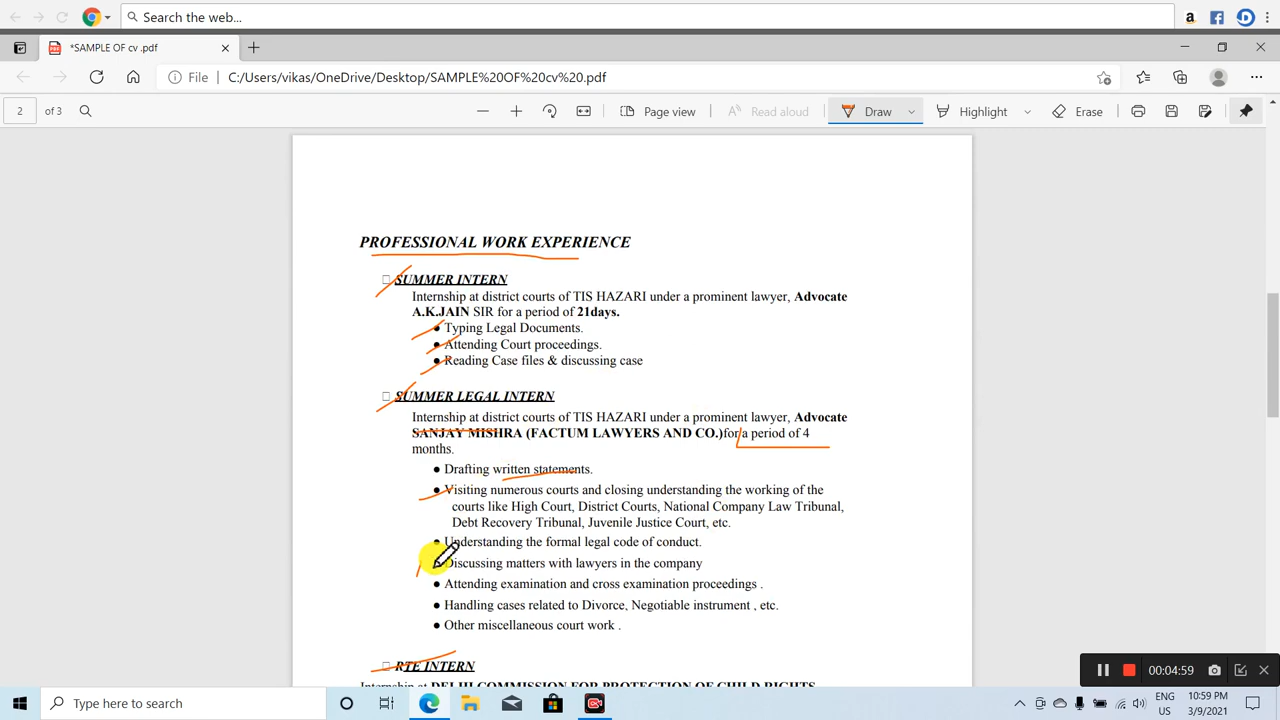 Search the web...
*SAMPLE OF cv .pdf
File C:/Users/vikas/OneDrive/Desktop/SAMPLE%20OF%20cv%20.pdf
2 of 3 Page view Read aloud Draw Highlight Erase
PROFESSIONAL WORK EXPERIENCE
SUMMER INTERN
Internship at district courts of TIS HAZARI under a prominent lawyer, Advocate
A.K.JAIN SIR for a period of 21days.
● Typing Legal Documents.
● Attending Court proceedings.
● Reading Case files & discussing case
SUMMER LEGAL INTERN
Internship at district courts of TIS HAZARI under a prominent lawyer, Advocate
SANJAY MISHRA (FACTUM LAWYERS AND CO.)for a period of 4
months.
● Drafting written statements.
● Visiting numerous courts and closing understanding the working of the
courts like High Court, District Courts, National Company Law Tribunal,
Debt Recovery Tribunal, Juvenile Justice Court, etc.
● Understanding the formal legal code of conduct.
● Discussing matters with lawyers in the company
● Attending examination and cross examination proceedings .
● Handling cases related to Divorce, Negotiable instrument , etc.
● Other miscellaneous court work .
RTE INTERN
Internship at DELHI COMMISSION FOR PROTECTION OF CHILD RIGHTS
00:04:59
Type here to search
ENG
US
10:59 PM
3/9/2021